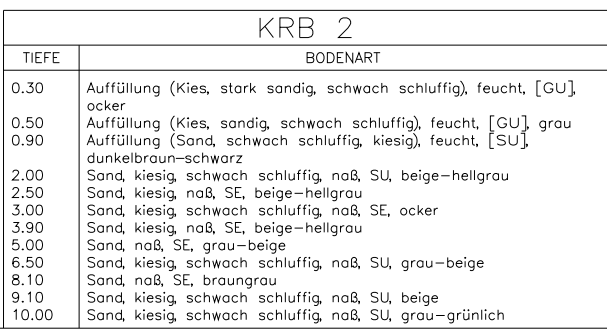 KRB 2
TIEFE BODENART
0.30 Auffüllung (Kies, stark sandig, schwach schluffig), feucht, [GU],
ocker
0.50 Auffüllung (Kies, sandig, schwach schluffig), feucht, [GU], grau
0.90 Auffüllung (Sand, schwach schluffig, kiesig), feucht, [SU],
dunkelbraun-schwarz
2.00 Sand, kiesig, schwach schluffig, naß, SU, beige-hellgrau
2.50 Sand, kiesig, naß, SE, beige-hellgrau
3.00 Sand, kiesig, schwach schluffig, naß, SE, ocker
3.90 Sand, kiesig, naß, SE, beige-hellgrau
5.00 Sand, naß, SE, grau-beige
6.50 Sand, kiesig, schwach schluffig, naß, SU, grau-beige
8.10 Sand, naß, SE, braungrau
9.10 Sand, kiesig, schwach schluffig, naß, SU, beige
10.00 Sand, kiesig, schwach schluffig, naß, SU, grau-grünlich